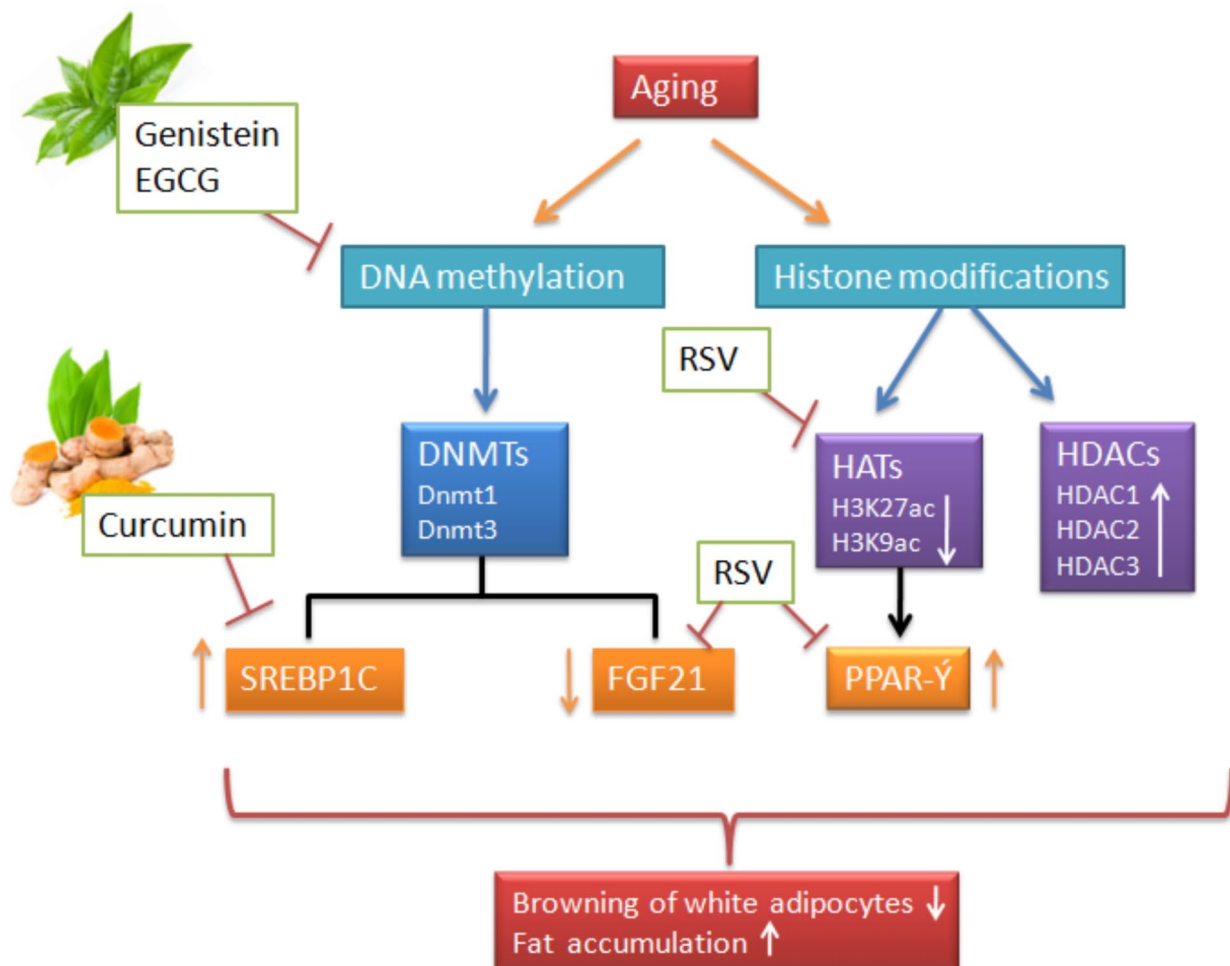 Aging
Genistein
EGCG
DNA methylation
Histone modifications
RSV
DNMTs
Dnmt1
Dnmt3
HATs
H3K27ac
H3K9ac
HDACs
HDAC1
HDAC2
HDAC3
Curcumin
RSV
SREBP1C
FGF21
PPAR-Ý
Browning of white adipocytes ↓
Fat accumulation ↑